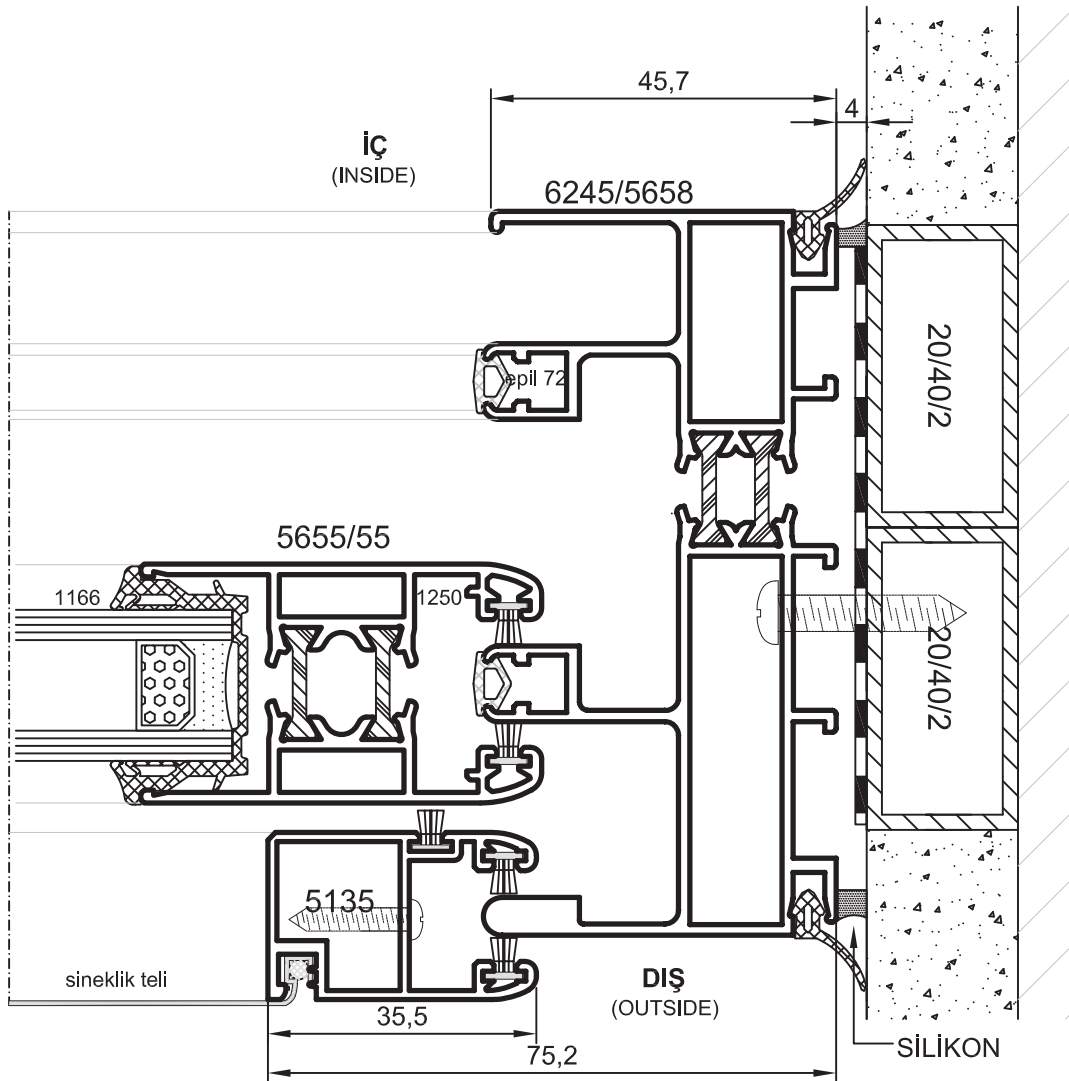 45,7
4
İÇ
(INSIDE)
6245/5658
20/40/2
epil 72
5655/55
1166
1250
20/40/2
5135
sineklik teli
DIŞ
(OUTSIDE)
35,5
75,2
SİLİKON